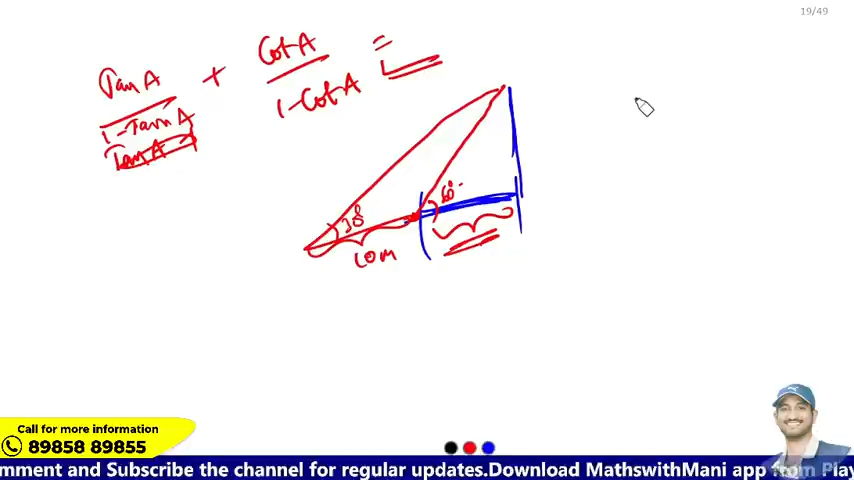 19/49
Tan A + Cot A =
1-Tan A 1-Cot A
Tan A
60°
30°
10m
Call for more information
89858 89855
mment and Subscribe the channel for regular updates.Download MathswithMani app from Play